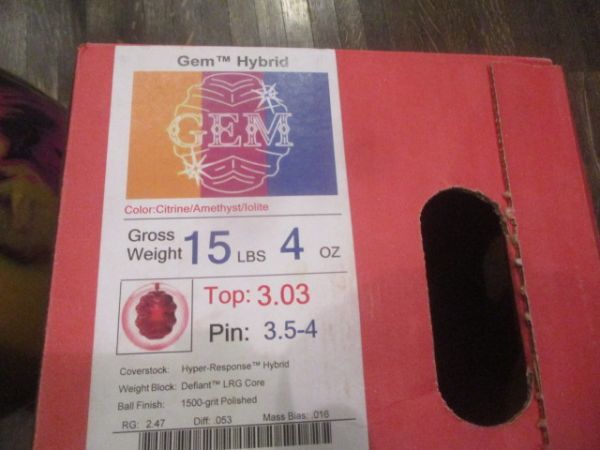 Gem™ Hybrid
GEM
Color:Citrine/Amethyst/Iolite
Gross Weight 15 LBS 4 OZ
Top: 3.03
Pin: 3.5-4
Coverstock: Hyper-Response™ Hybrid
Weight Block: Defiant™ LRG Core
Ball Finish: 1500-grit Polished
RG: 2.47 Diff: .053 Mass Bias: .016